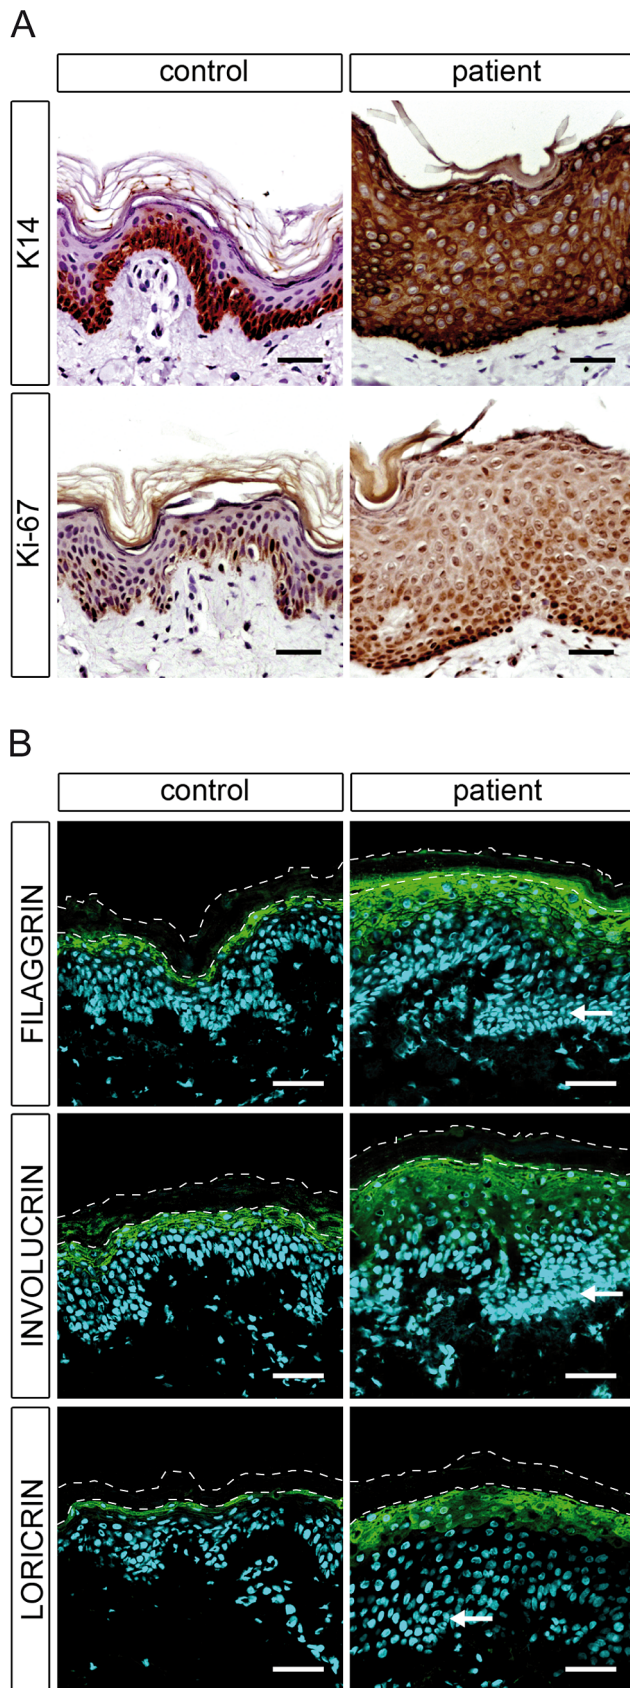 A
control patient
K14
Ki-67
B
control patient
FILAGGRIN
INVOLUCRIN
LORICRIN